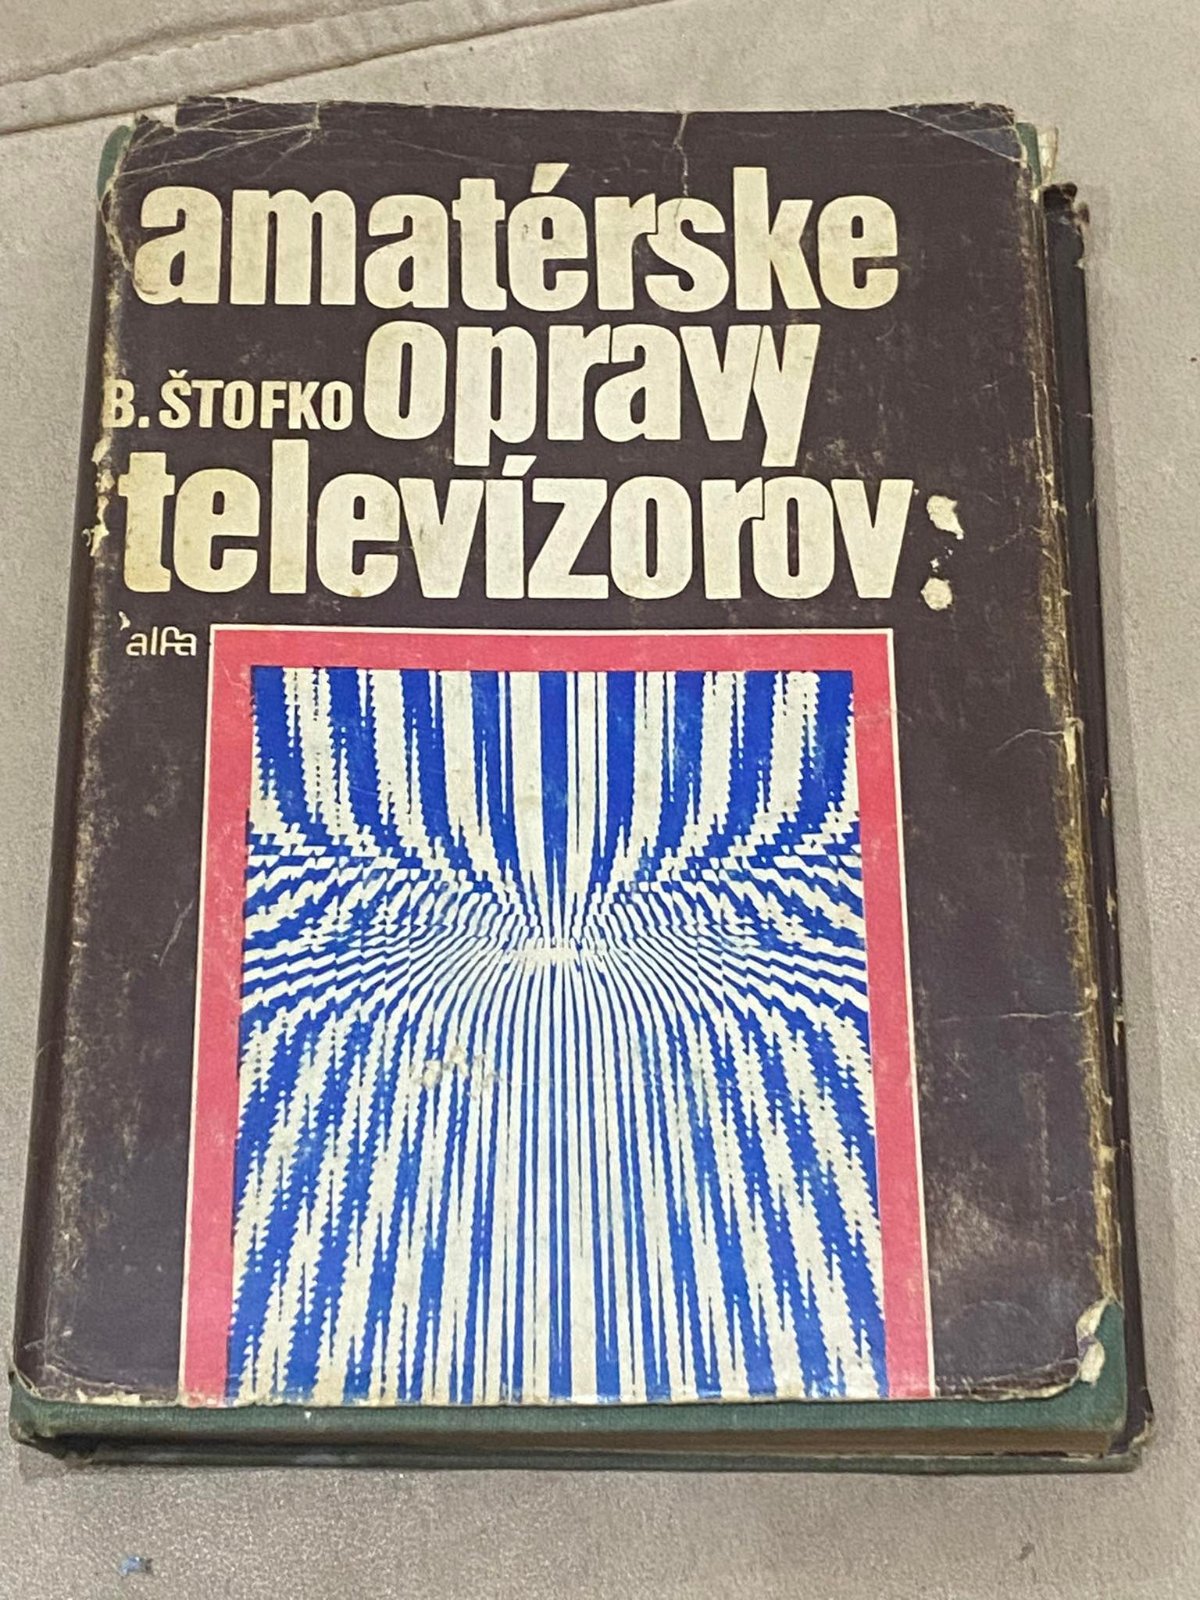 amatérske
B. ŠTOFKO opravy
televízorov
alfa